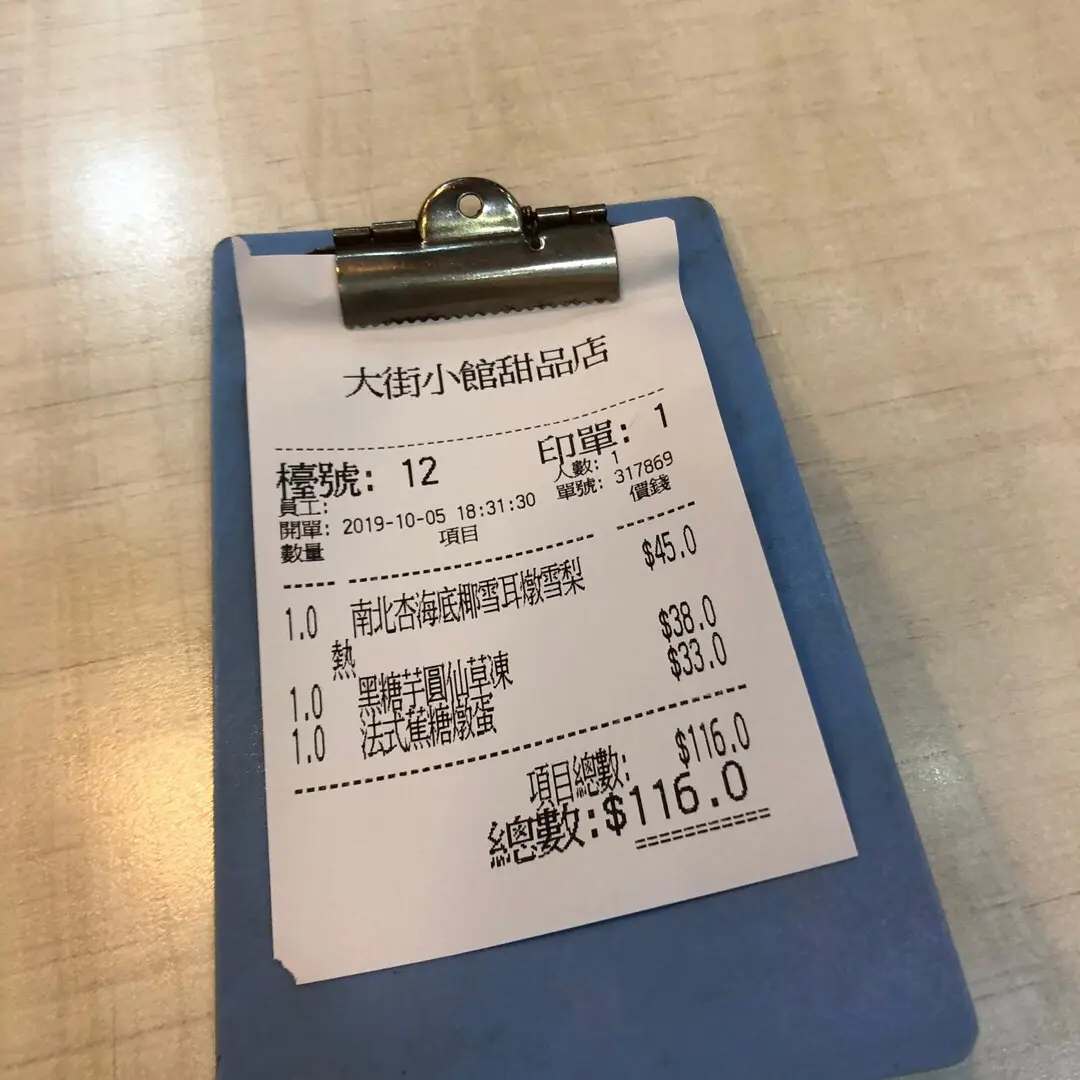 大街小館甜品店
檯號: 12 印單: 1
員工: 人數: 1
開單: 2019-10-05 18:31:30 單號: 317869
數量 項目 價錢
1.0 南北杏海底椰雪耳燉雪梨 $45.0
熱
1.0 黑糖芋圓仙草凍 $38.0
1.0 法式蕉糖燉蛋 $33.0
項目總數: $116.0
總數:$116.0